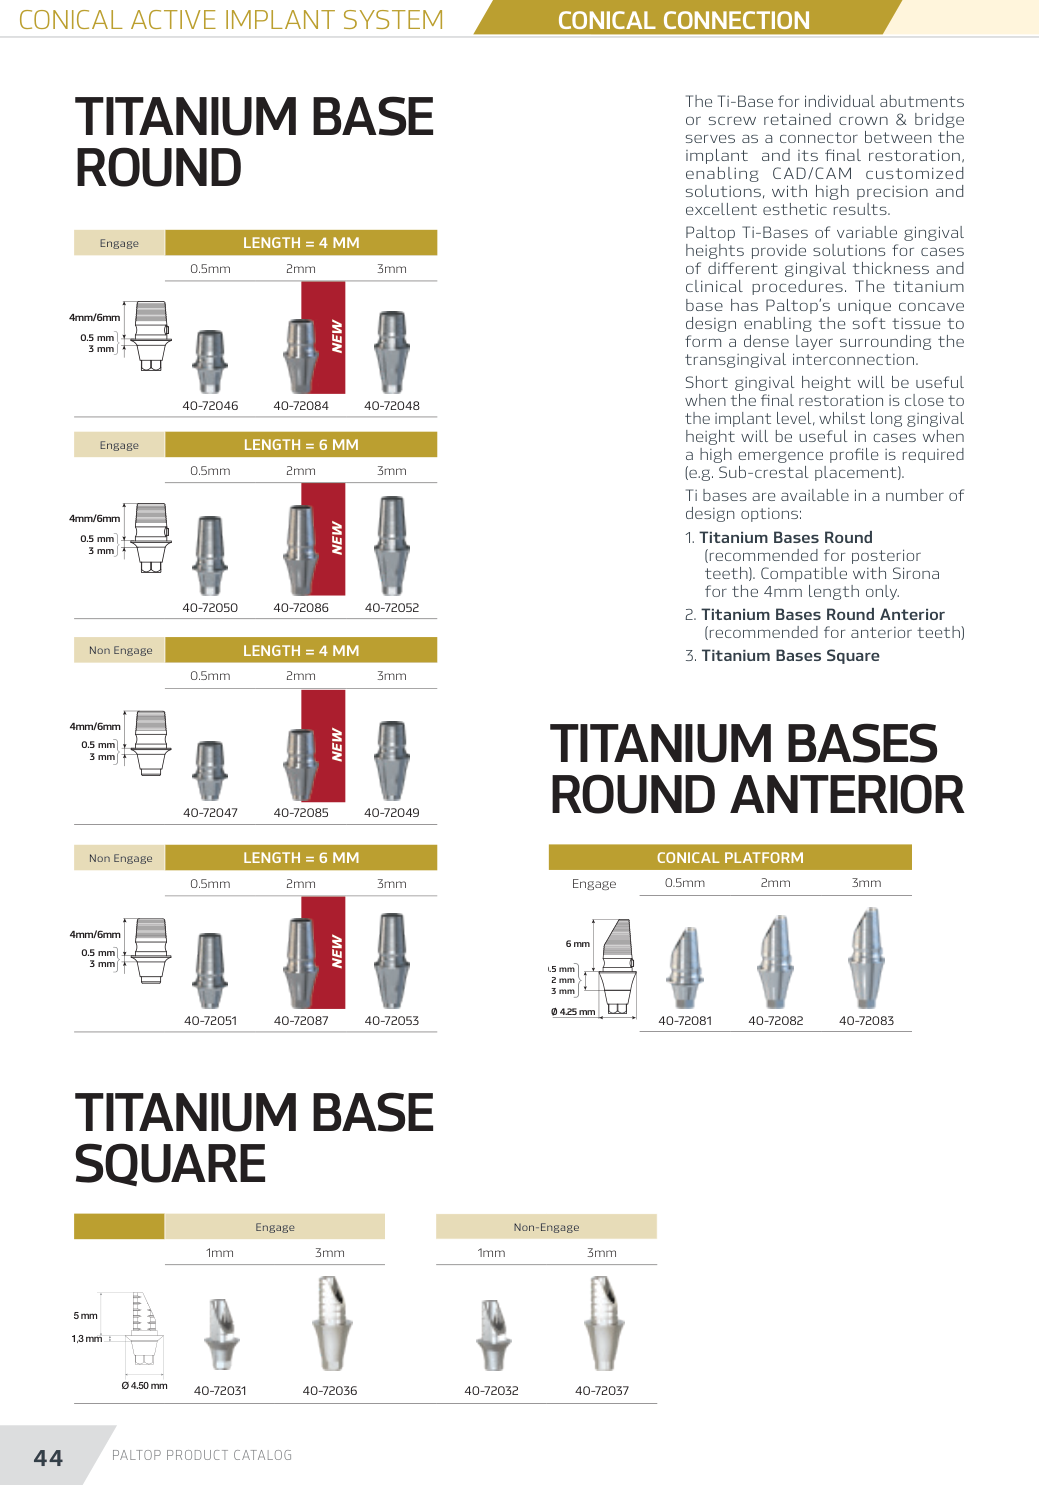 CONICAL ACTIVE IMPLANT SYSTEM
CONICAL CONNECTION
TITANIUM BASE
ROUND
Engage
LENGTH = 4 MM
0.5mm 2mm 3mm
4mm/6mm
0.5 mm
3 mm
NEW
40-72046 40-72084 40-72048
Engage
LENGTH = 6 MM
0.5mm 2mm 3mm
4mm/6mm
0.5 mm
3 mm
NEW
40-72050 40-72086 40-72052
Non Engage
LENGTH = 4 MM
0.5mm 2mm 3mm
4mm/6mm
0.5 mm
3 mm
NEW
40-72047 40-72085 40-72049
Non Engage
LENGTH = 6 MM
0.5mm 2mm 3mm
4mm/6mm
0.5 mm
3 mm
NEW
40-72051 40-72087 40-72053
The Ti-Base for individual abutments
or screw retained crown & bridge
serves as a connector between the
implant and its final restoration,
enabling CAD/CAM customized
solutions, with high precision and
excellent esthetic results.
Paltop Ti-Bases of variable gingival
heights provide solutions for cases
of different gingival thickness and
clinical procedures. The titanium
base has Paltop's unique concave
design enabling the soft tissue to
form a dense layer surrounding the
transgingival interconnection.
Short gingival height will be useful
when the final restoration is close to
the implant level, whilst long gingival
height will be useful in cases when
a high emergence profile is required
(e.g. Sub-crestal placement).
Ti bases are available in a number of
design options:
1. Titanium Bases Round
(recommended for posterior
teeth). Compatible with Sirona
for the 4mm length only.
2. Titanium Bases Round Anterior
(recommended for anterior teeth)
3. Titanium Bases Square
TITANIUM BASES
ROUND ANTERIOR
CONICAL PLATFORM
Engage 0.5mm 2mm 3mm
6 mm
.5 mm
2 mm
3 mm
Ø 4.25 mm
40-72081 40-72082 40-72083
TITANIUM BASE
SQUARE
Engage
1mm 3mm
Non-Engage
1mm 3mm
5 mm
1,3 mm
Ø 4.50 mm
40-72031 40-72036 40-72032 40-72037
44
PALTOP PRODUCT CATALOG